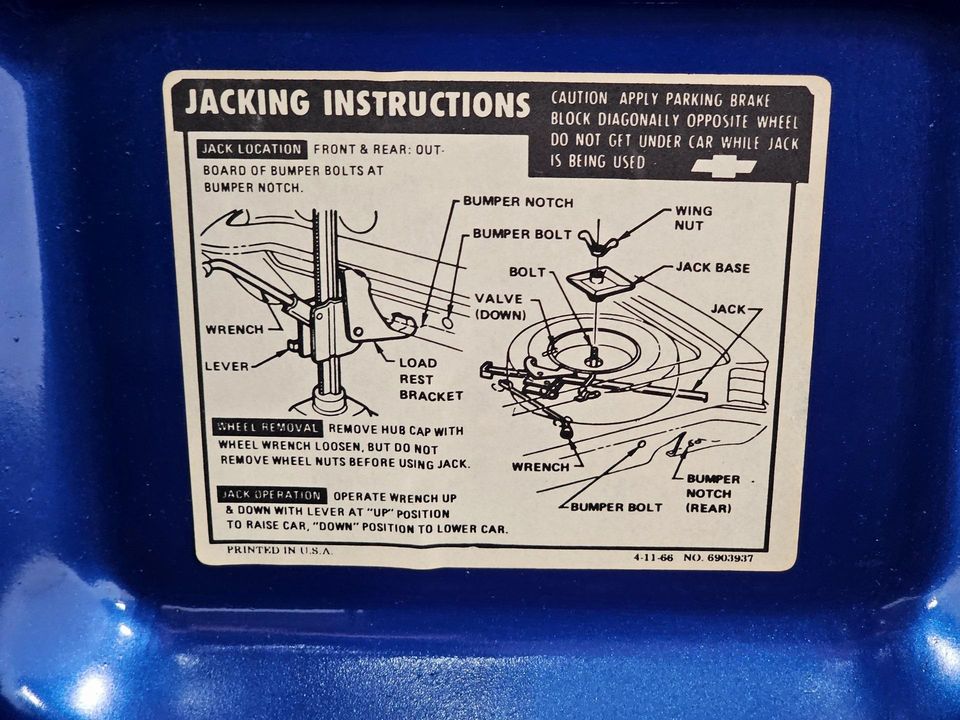 JACKING INSTRUCTIONS
CAUTION APPLY PARKING BRAKE
BLOCK DIAGONALLY OPPOSITE WHEEL
DO NOT GET UNDER CAR WHILE JACK
IS BEING USED
JACK LOCATION FRONT & REAR: OUT-
BOARD OF BUMPER BOLTS AT
BUMPER NOTCH.
BUMPER NOTCH
BUMPER BOLT
WRENCH
LEVER
LOAD
REST
BRACKET
WING
NUT
JACK BASE
BOLT
VALVE
(DOWN)
JACK
WRENCH
BUMPER BOLT
BUMPER
NOTCH
(REAR)
WHEEL REMOVAL REMOVE HUB CAP WITH
WHEEL WRENCH LOOSEN, BUT DO NOT
REMOVE WHEEL NUTS BEFORE USING JACK.
JACK OPERATION OPERATE WRENCH UP
& DOWN WITH LEVER AT "UP" POSITION
TO RAISE CAR, "DOWN" POSITION TO LOWER CAR.
PRINTED IN U.S.A.
4-11-66 NO. 6903937